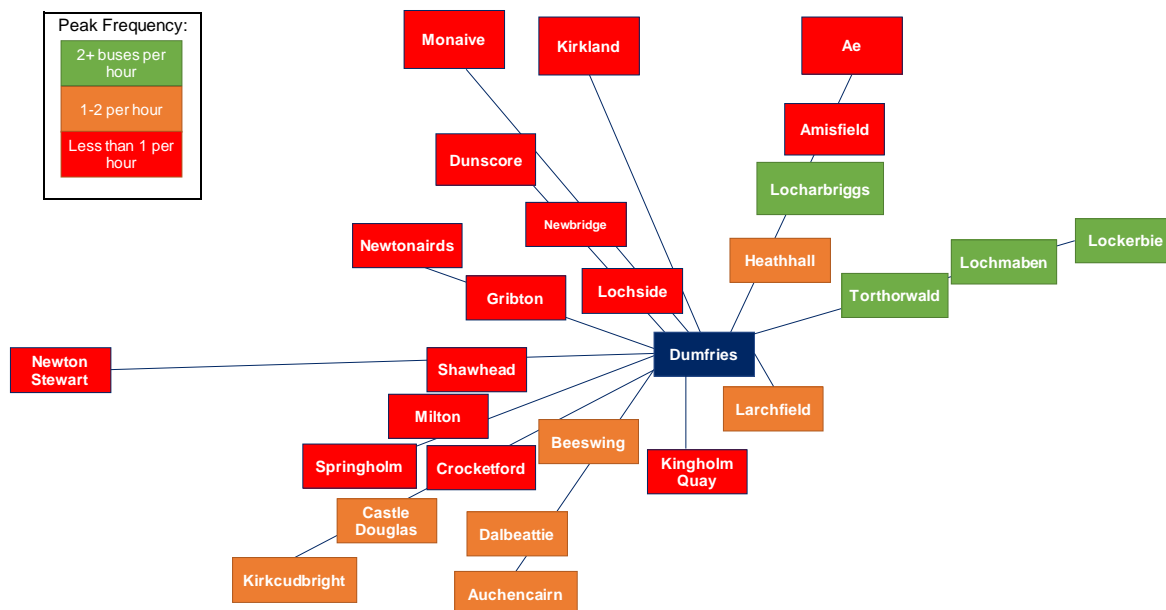 Peak Frequency:
2+ buses per
hour
1-2 per hour
Less than 1 per
hour
Monaive
Kirkland
Ae
Amisfield
Dunscore
Locharbriggs
Newbridge
Newtonairds
Heathhall
Lockerbie
Lochmaben
Gribton
Lochside
Torthorwald
Dumfries
Newton
Stewart
Shawhead
Larchfield
Milton
Beeswing
Springholm
Crocketford
Kingholm
Quay
Castle
Douglas
Dalbeattie
Kirkcudbright
Auchencairn